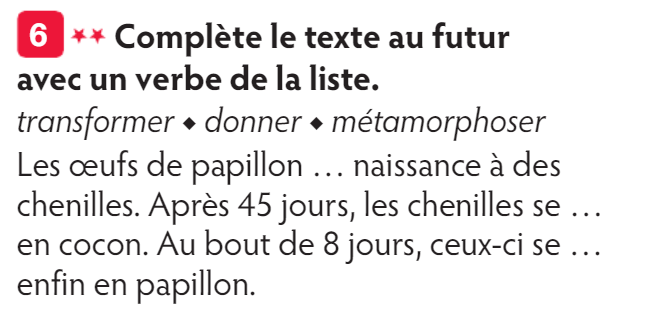 6 ** Complète le texte au futur
avec un verbe de la liste.
transformer ◆ donner ◆ métamorphoser
Les œufs de papillon … naissance à des
chenilles. Après 45 jours, les chenilles se …
en cocon. Au bout de 8 jours, ceux-ci se …
enfin en papillon.